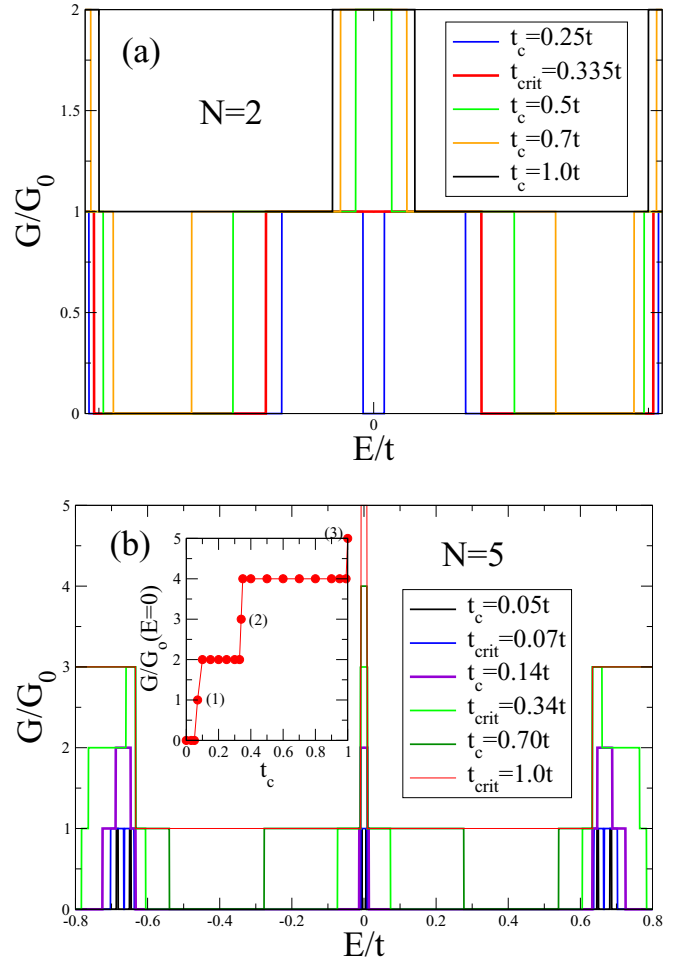 2
1.5
1
0.5
0
G/G0
(a)
N=2
tc=0.25t
tcrit=0.335t
tc=0.5t
tc=0.7t
tc=1.0t
0
E/t
5
4
3
2
1
0
G/G0
(b)
N=5
5
4
3
2
1
0
G/Go(E=0)
(3)
(2)
(1)
0 0.2 0.4 0.6 0.8 1
tc
tc=0.05t
tcrit=0.07t
tc=0.14t
tcrit=0.34t
tc=0.70t
tcrit=1.0t
-0.8 -0.6 -0.4 -0.2 0 0.2 0.4 0.6 0.8
E/t